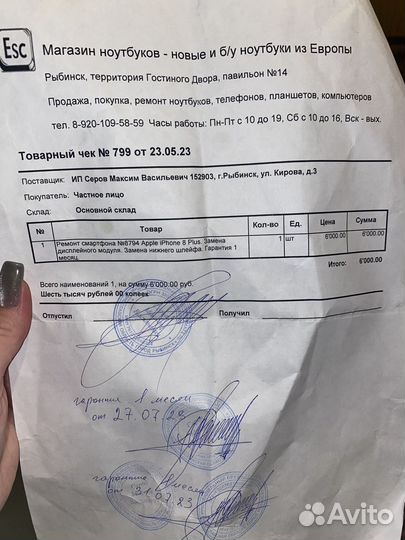 Esc
Магазин ноутбуков - новые и б/у ноутбуки из Европы
Рыбинск, территория Гостиного Двора, павильон №14
Продажа, покупка, ремонт ноутбуков, телефонов, планшетов, компьютеров
тел. 8-920-109-58-59 Часы работы: Пн-Пт с 10 до 19, Сб с 10 до 16, Вск - вых.
Товарный чек № 799 от 23.05.23
Поставщик: ИП Серов Максим Васильевич 152903, г.Рыбинск, ул. Кирова, д.3
Покупатель: Частное лицо
Склад: Основной склад
№ Товар Кол-во Ед. Цена Сумма
1 Ремонт смартфона №8794 Apple iPhone 8 Plus. Замена 1 шт 6'000.00 6'000.00
дисплейного модуля. Замена нижнего шлейфа. Гарантия 1
месяц.
Итого: 6'000.00
Всего наименований 1, на сумму 6'000.00 руб.
Шесть тысяч рублей 00 копеек
Отпустил Получил
гарантия 1 месяц
от 27.07.23
гарантия 1 месяц
от 31.07.23
Avito